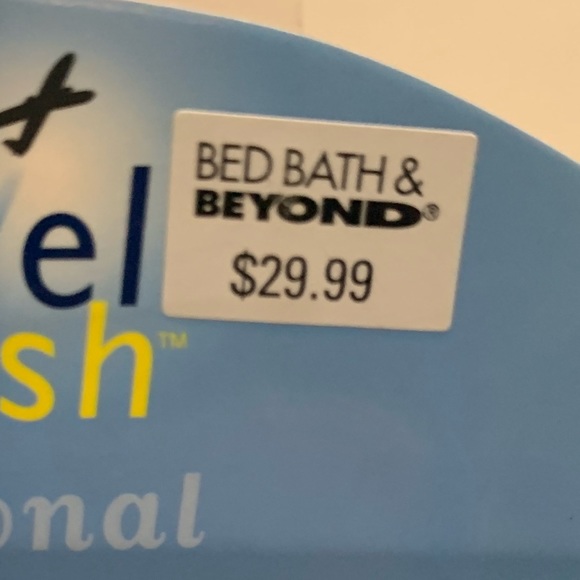 BED BATH &
BEYOND®
$29.99
el
sh™
onal